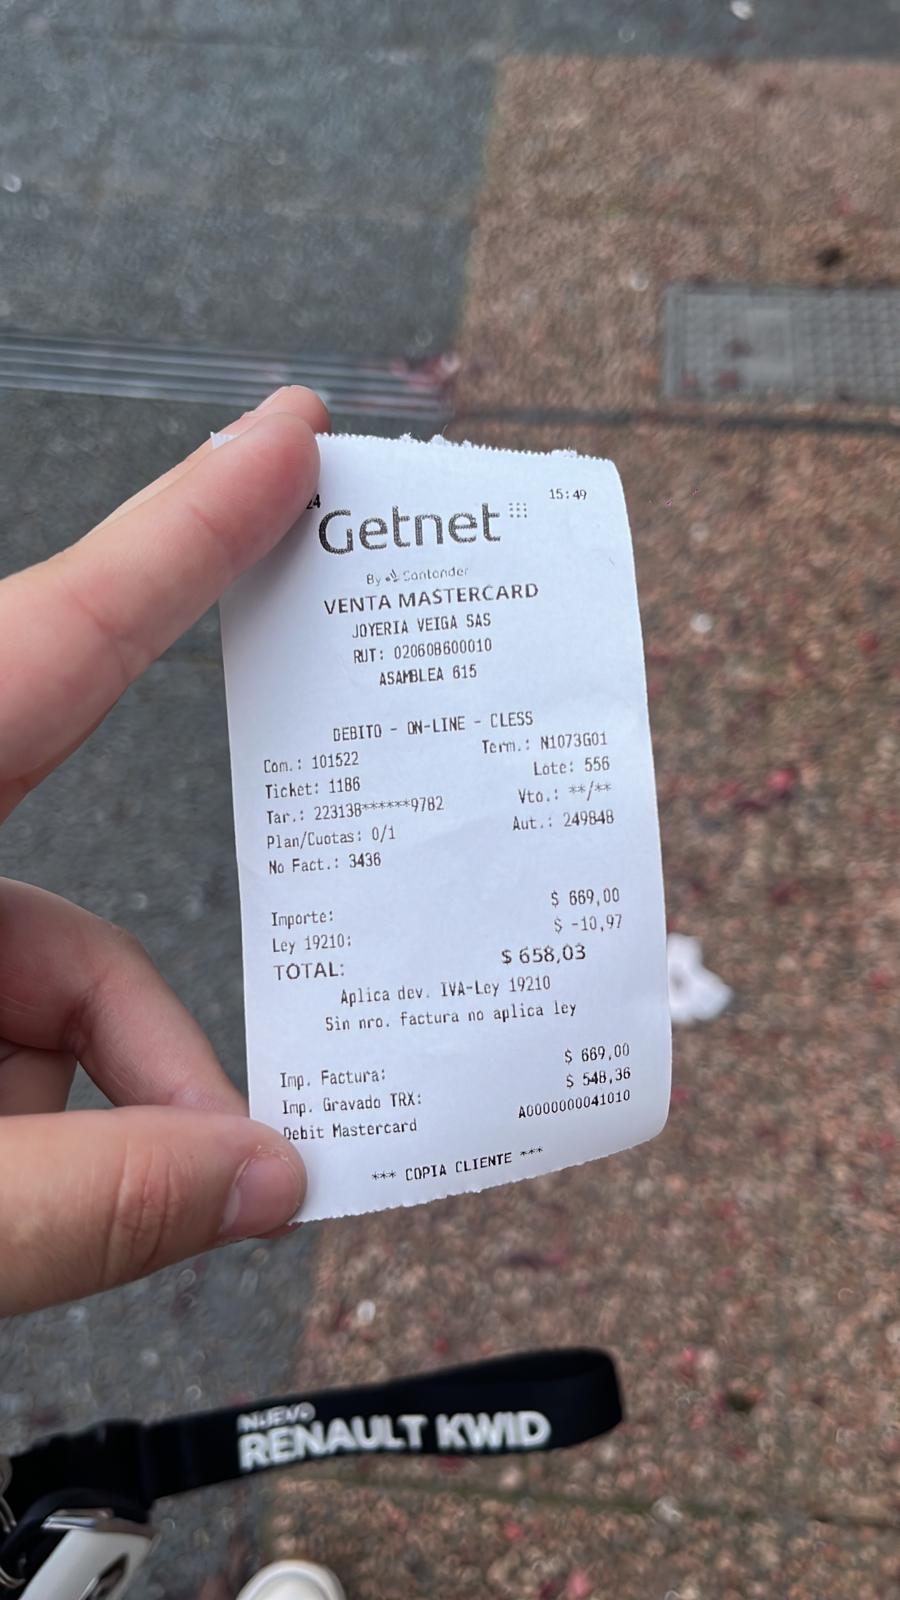 24 15:49
Getnet
By Santander
VENTA MASTERCARD
JOYERIA VEIGA SAS
RUT: 020608600010
ASAMBLEA 615
DEBITO - ON-LINE - CLESS
Com.: 101522 Term.: N1073G01
Ticket: 1186 Lote: 556
Tar.: 223138******9782 Vto.: **/**
Plan/Cuotas: 0/1 Aut.: 249848
No Fact.: 3436
Importe: $ 669,00
Ley 19210: $ -10,97
TOTAL: $ 658,03
Aplica dev. IVA-Ley 19210
Sin nro. factura no aplica ley
Imp. Factura: $ 669,00
Imp. Gravado TRX: $ 548,36
Debit Mastercard A0000000041010
*** COPIA CLIENTE ***
NUEVO
RENAULT KWID